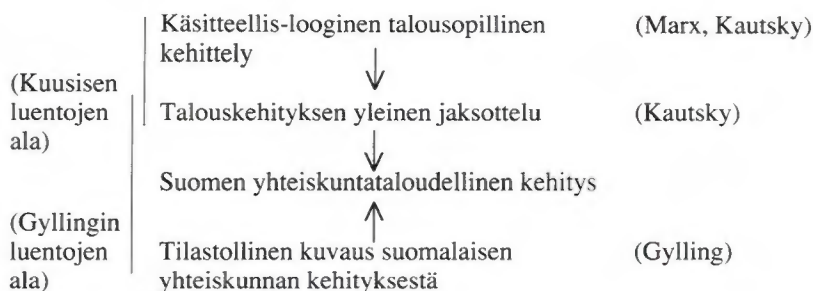 Käsitteellis-looginen talousopillinen (Marx, Kautsky)
kehittely
(Kuusisen
luentojen Talouskehityksen yleinen jaksottelu (Kautsky)
ala)
Suomen yhteiskuntataloudellinen kehitys
(Gyllingin
luentojen Tilastollinen kuvaus suomalaisen (Gylling)
ala) yhteiskunnan kehityksestä